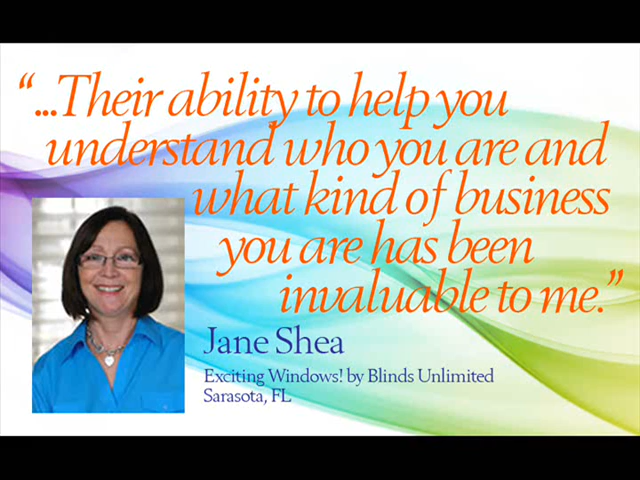 “...Their ability to help you
understand who you are and
what kind of business
you are has been
invaluable to me.”
Jane Shea
Exciting Windows! by Blinds Unlimited
Sarasota, FL